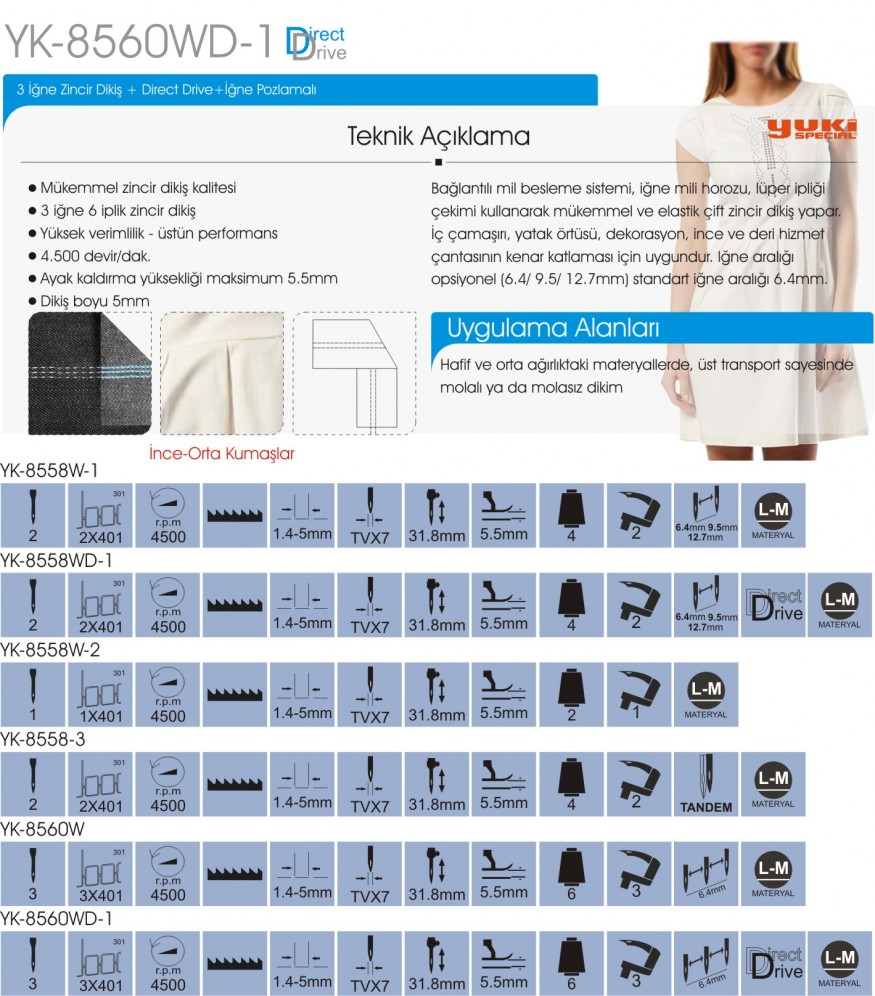 YK-8560WD-1 Direct Drive
3 İğne Zincir Dikiş + Direct Drive+İğne Pozlamalı
YUKI
SPECIAL
Teknik Açıklama
● Mükemmel zincir dikiş kalitesi
● 3 iğne 6 iplik zincir dikiş
● Yüksek verimlilik - üstün performans
● 4.500 devir/dak.
● Ayak kaldırma yüksekliği maksimum 5.5mm
● Dikiş boyu 5mm
Bağlantılı mil besleme sistemi, iğne mili horozu, lüper ipliği
çekimi kullanarak mükemmel ve elastik çift zincir dikiş yapar.
İç çamaşırı, yatak örtüsü, dekorasyon, ince ve deri hizmet
çantasının kenar katlaması için uygundur. Iğne aralığı
opsiyonel (6.4/ 9.5/ 12.7mm) standart iğne aralığı 6.4mm.
Uygulama Alanları
Hafif ve orta ağırlıktaki materyallerde, üst transport sayesinde
molalı ya da molasız dikim
İnce-Orta Kumaşlar
YK-8558W-1
2 301 2X401 r.p.m 4500 1.4-5mm TVX7 31.8mm 5.5mm 4 2 6.4mm 9.5mm 12.7mm L-M MATERYAL
YK-8558WD-1
2 301 2X401 r.p.m 4500 1.4-5mm TVX7 31.8mm 5.5mm 4 2 6.4mm 9.5mm 12.7mm Direct Drive L-M MATERYAL
YK-8558W-2
1 301 1X401 r.p.m 4500 1.4-5mm TVX7 31.8mm 5.5mm 2 1 L-M MATERYAL
YK-8558-3
2 301 2X401 r.p.m 4500 1.4-5mm TVX7 31.8mm 5.5mm 4 2 TANDEM L-M MATERYAL
YK-8560W
3 301 3X401 r.p.m 4500 1.4-5mm TVX7 31.8mm 5.5mm 6 3 6.4mm L-M MATERYAL
YK-8560WD-1
3 301 3X401 r.p.m 4500 1.4-5mm TVX7 31.8mm 5.5mm 6 3 6.4mm Direct Drive L-M MATERYAL